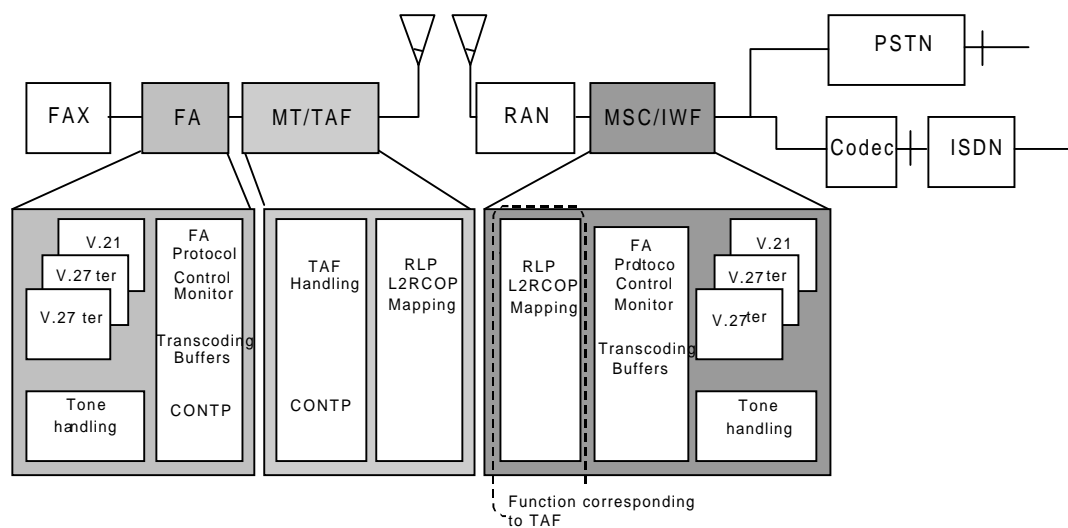 FAX
FA
MT/TAF
RAN
MSC/IWF
PSTN
Codec
ISDN
V.21
V.27 ter
V.27 ter
Tone
handling
FA
Protocol
Control
Monitor
Transcoding
Buffers
CONTP
TAF
Handling
CONTP
RLP
L2RCOP
Mapping
RLP
L2RCOP
Mapping
FA
Prdtoco
Control
Monitor
Transcoding
Buffers
V.21
V.27ter
V.27ter
Tone
handling
Function corresponding
to TAF